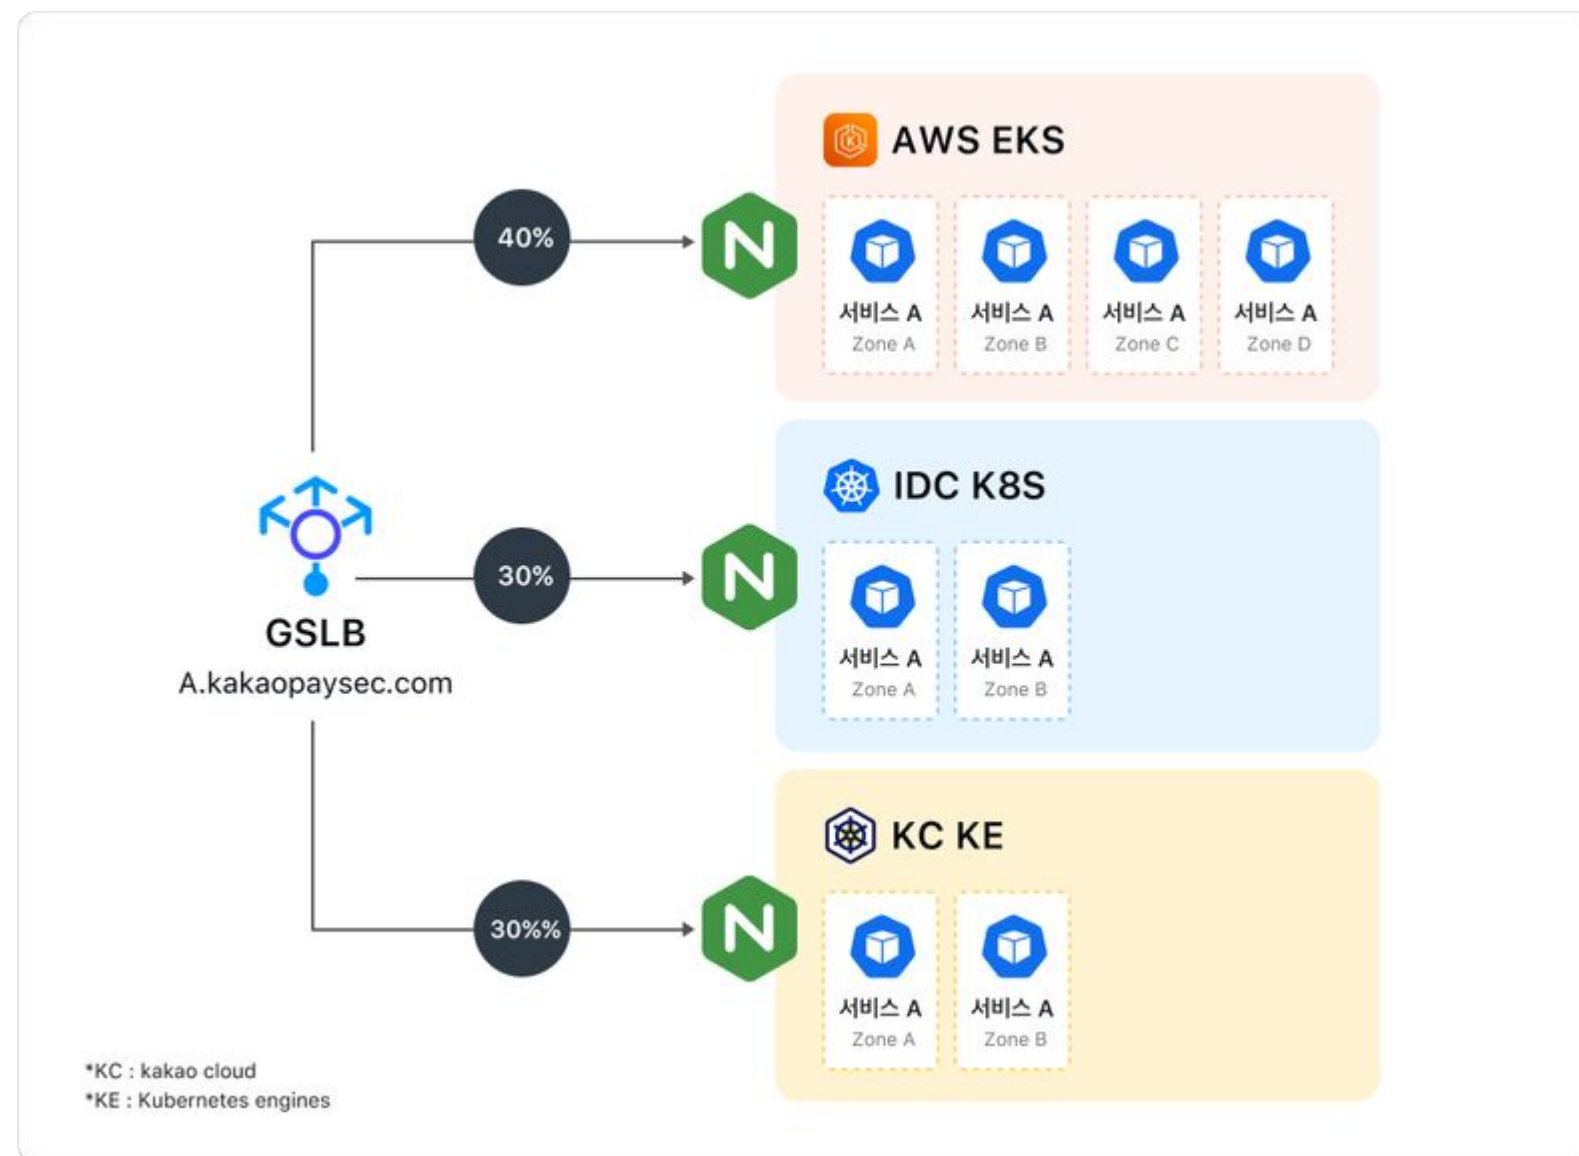 AWS EKS
40%
서비스 A
Zone A
서비스 A
Zone B
서비스 A
Zone C
서비스 A
Zone D
IDC K8S
30%
GSLB
A.kakaopaysec.com
서비스 A
Zone A
서비스 A
Zone B
KC KE
30%%
서비스 A
Zone A
서비스 A
Zone B
*KC : kakao cloud
*KE : Kubernetes engines